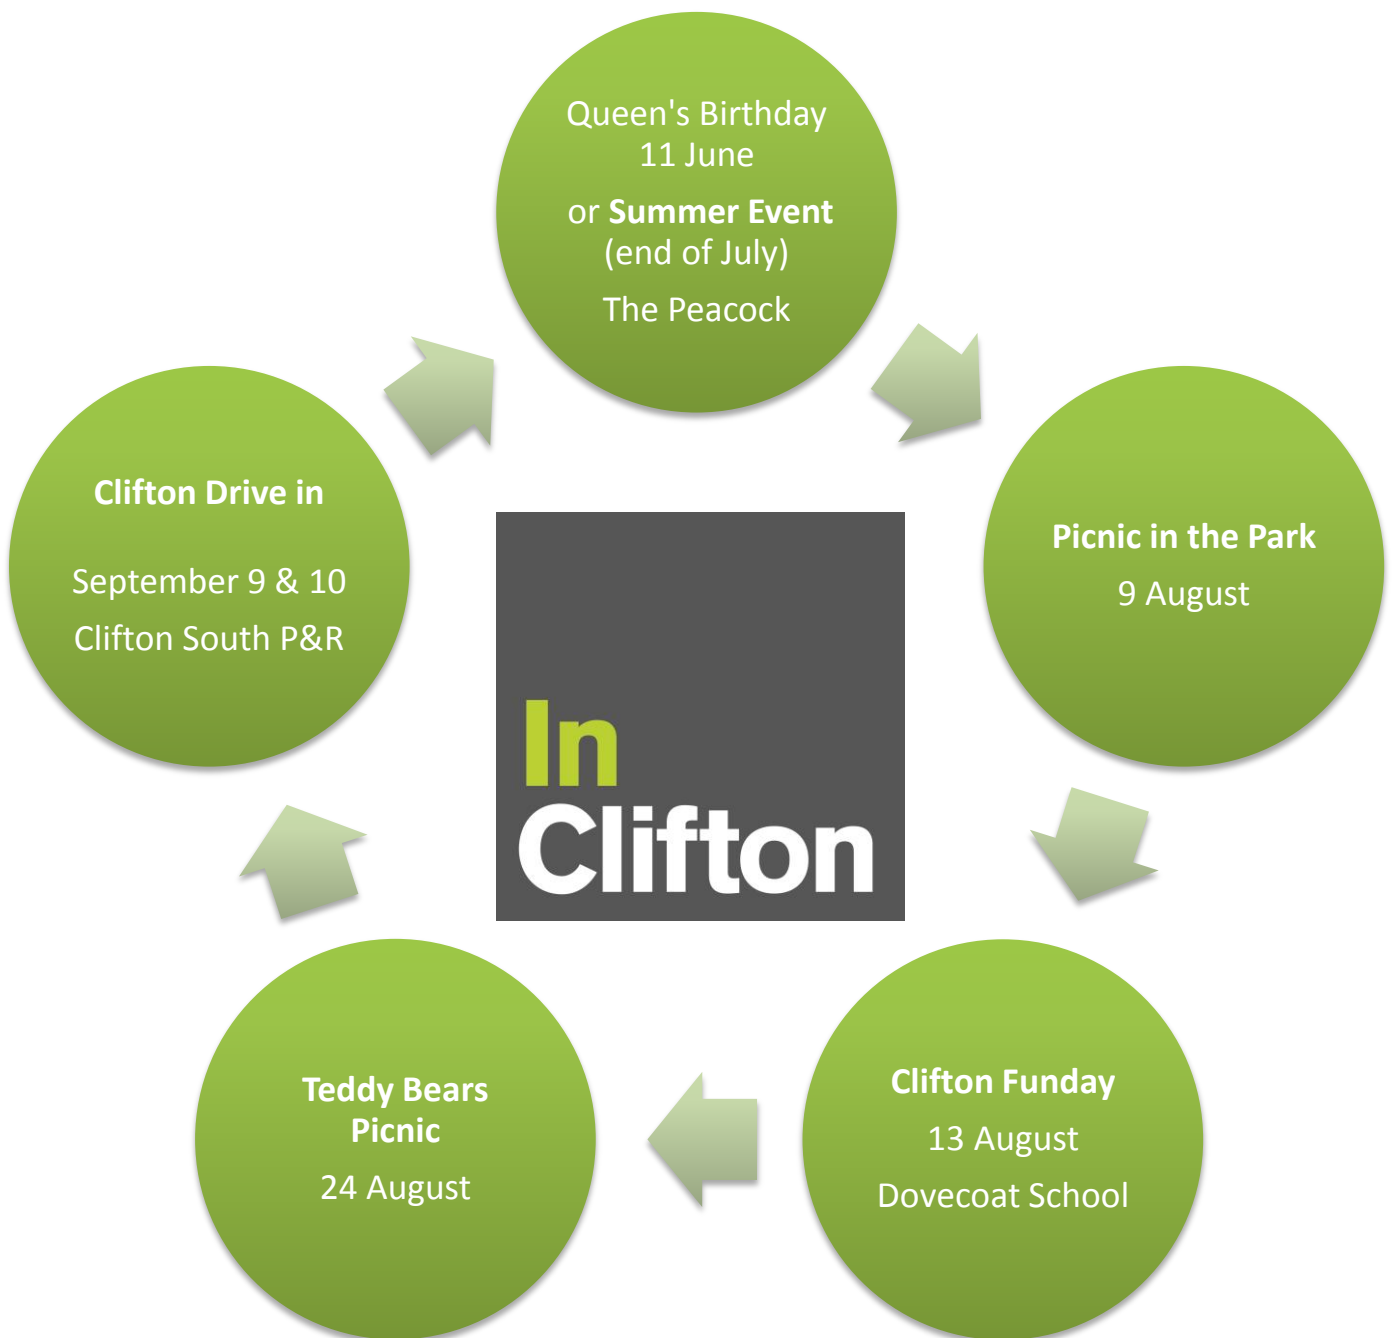 Queen's Birthday
11 June
or Summer Event
(end of July)
The Peacock
Picnic in the Park
9 August
Clifton Funday
13 August
Dovecoat School
Teddy Bears
Picnic
24 August
Clifton Drive in
September 9 & 10
Clifton South P&R
In
Clifton